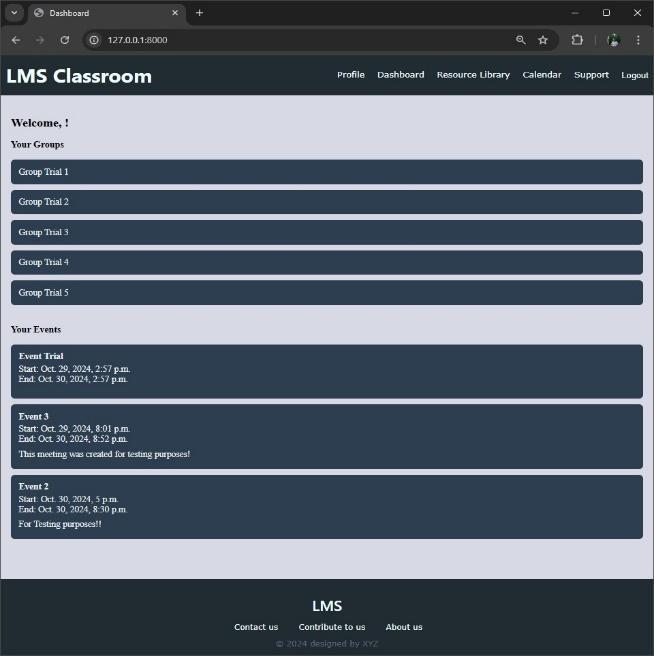 Dashboard
127.0.0.1:8000
LMS Classroom
Profile Dashboard Resource Library Calendar Support Logout
Welcome, !
Your Groups
Group Trial 1
Group Trial 2
Group Trial 3
Group Trial 4
Group Trial 5
Your Events
Event Trial
Start: Oct. 29, 2024, 2:57 p.m.
End: Oct. 30, 2024, 2:57 p.m.
Event 3
Start: Oct. 29, 2024, 8:01 p.m.
End: Oct. 30, 2024, 8:52 p.m.
This meeting was created for testing purposes!
Event 2
Start: Oct. 30, 2024, 5 p.m.
End: Oct. 30, 2024, 8:30 p.m.
For Testing purposes!!
LMS
Contact us Contribute to us About us
© 2024 designed by XYZ